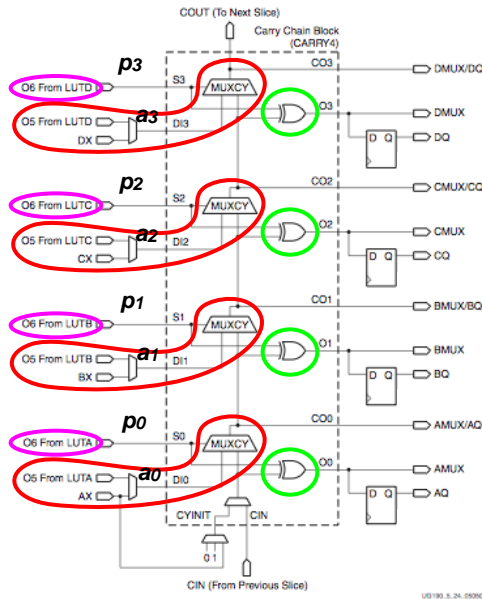 COUT (To Next Slice)
Carry Chain Block
(CARRY4)
p3
O6 From LUTD
S3
MUXCY
CO3
DMUX/DQ
O5 From LUTD
a3
DI3
O3
DMUX
DX
D Q
DQ
p2
O6 From LUTC
S2
MUXCY
CO2
CMUX/CQ
O5 From LUTC
a2
DI2
O2
CMUX
CX
D Q
CQ
p1
O6 From LUTB
S1
MUXCY
CO1
BMUX/BQ
O5 From LUTB
a1
DI1
O1
BMUX
BX
D Q
BQ
p0
O6 From LUTA
S0
MUXCY
CO0
AMUX/AQ
O5 From LUTA
a0
DI0
O0
AMUX
AX
D Q
AQ
CYINIT
CIN
0 1
CIN (From Previous Slice)